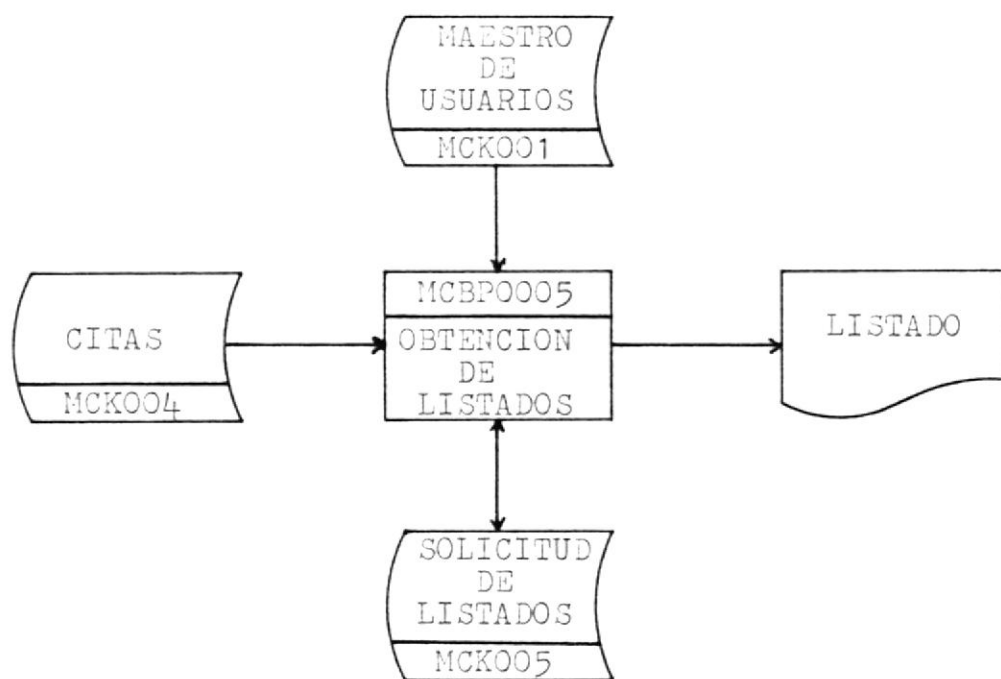 MAESTRO
DE
USUARIOS
MCK001
CITAS
MCK004
MCBP0005
OBTENCION
DE
LISTADOS
LISTADO
SOLICITUD
DE
LISTADOS
MCK005